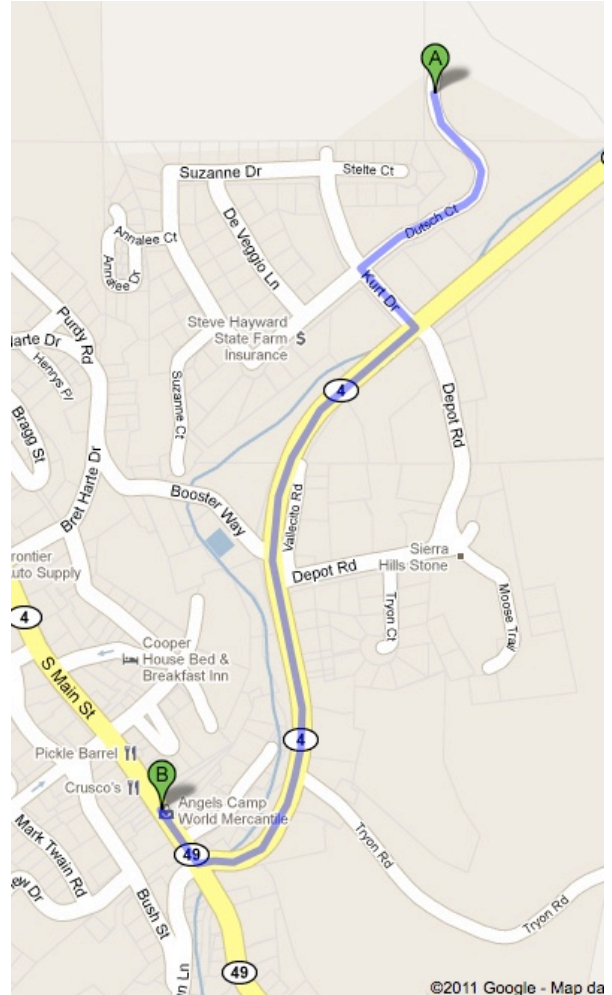 A
Suzanne Dr
Stelte Ct
Dutsch Ct
De Veggio Ln
Annalee Ct
Annalee Dr
Kurt Dr
Purdy Rd
Steve Hayward
State Farm
Insurance
$
arte Dr
Henrys Pl
Suzanne Ct
4
Depot Rd
Bragg St
Bret Harte Dr
Booster Way
Vallecito Rd
Sierra
Hills Stone
rontier
uto Supply
Depot Rd
Tryon Ct
Moose Tray
4
Cooper
House Bed &
Breakfast Inn
S Main St
4
Pickle Barrel
B
Crusco's
Angels Camp
World Mercantile
Mark Twain Rd
49
Tryon Rd
ew Dr
Bush St
Tryon Rd
n Ln
49
©2011 Google - Map da